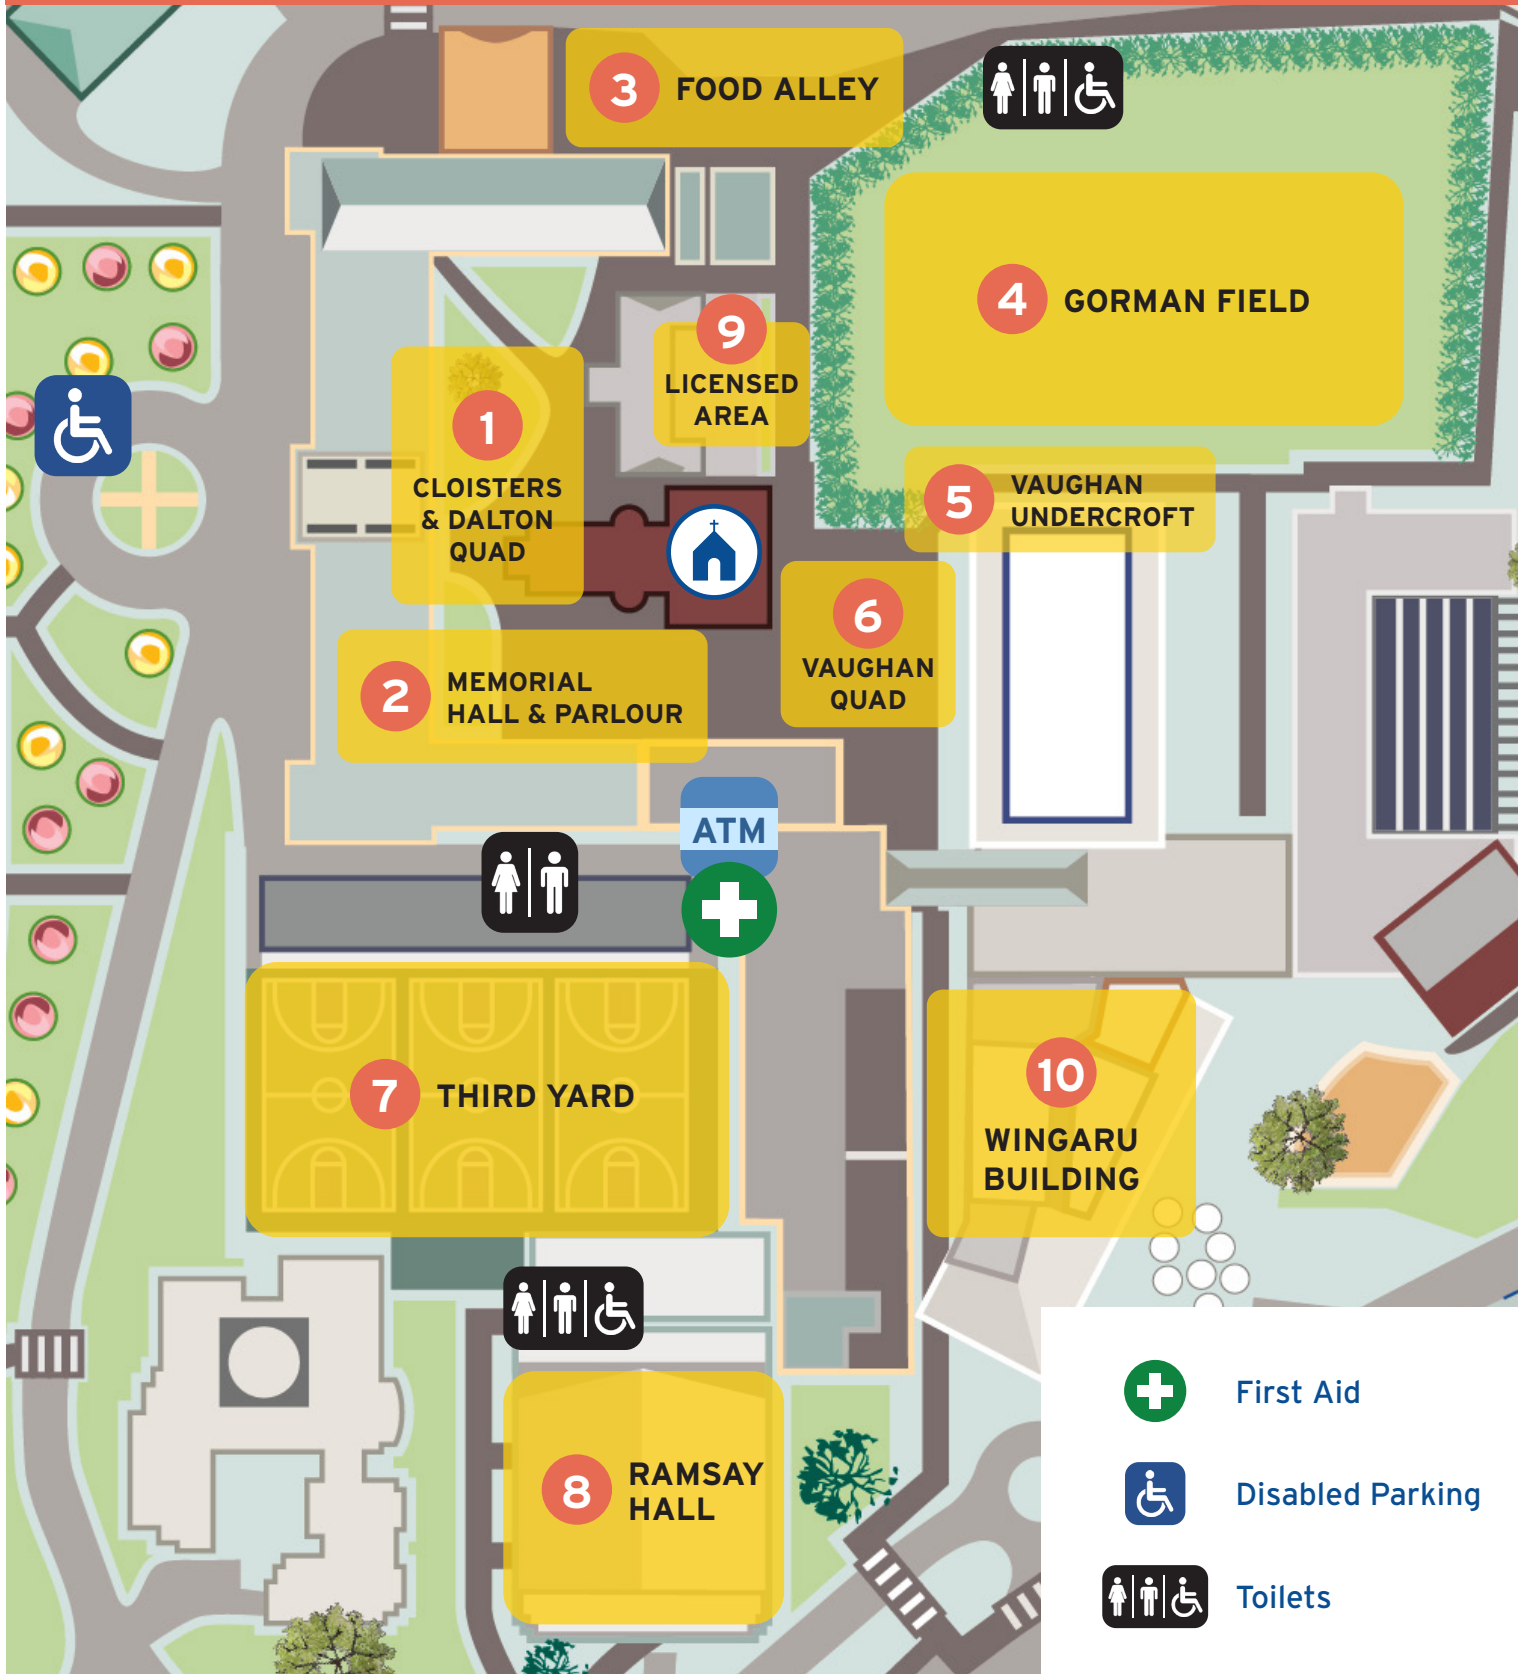 3 FOOD ALLEY
4 GORMAN FIELD
9
LICENSED
AREA
1
CLOISTERS
& DALTON
QUAD
5 VAUGHAN
UNDERCROFT
6
VAUGHAN
QUAD
2 MEMORIAL
HALL & PARLOUR
ATM
7 THIRD YARD
10
WINGARU
BUILDING
8 RAMSAY
HALL
First Aid
Disabled Parking
Toilets